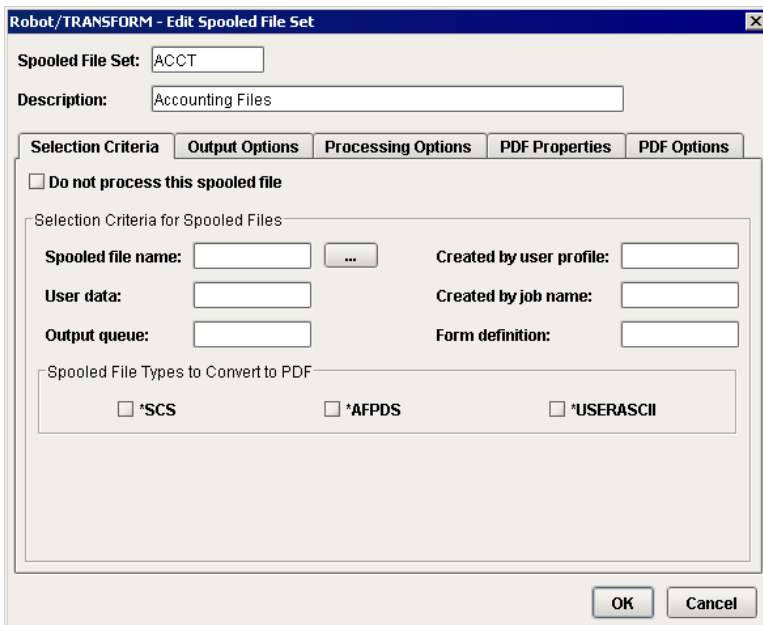 Robot/TRANSFORM - Edit Spooled File Set
Spooled File Set: ACCT
Description: Accounting Files
Selection Criteria Output Options Processing Options PDF Properties PDF Options
Do not process this spooled file
Selection Criteria for Spooled Files
Spooled file name: ... Created by user profile:
User data: Created by job name:
Output queue: Form definition:
Spooled File Types to Convert to PDF
*SCS *AFPDS *USERASCII
OK Cancel